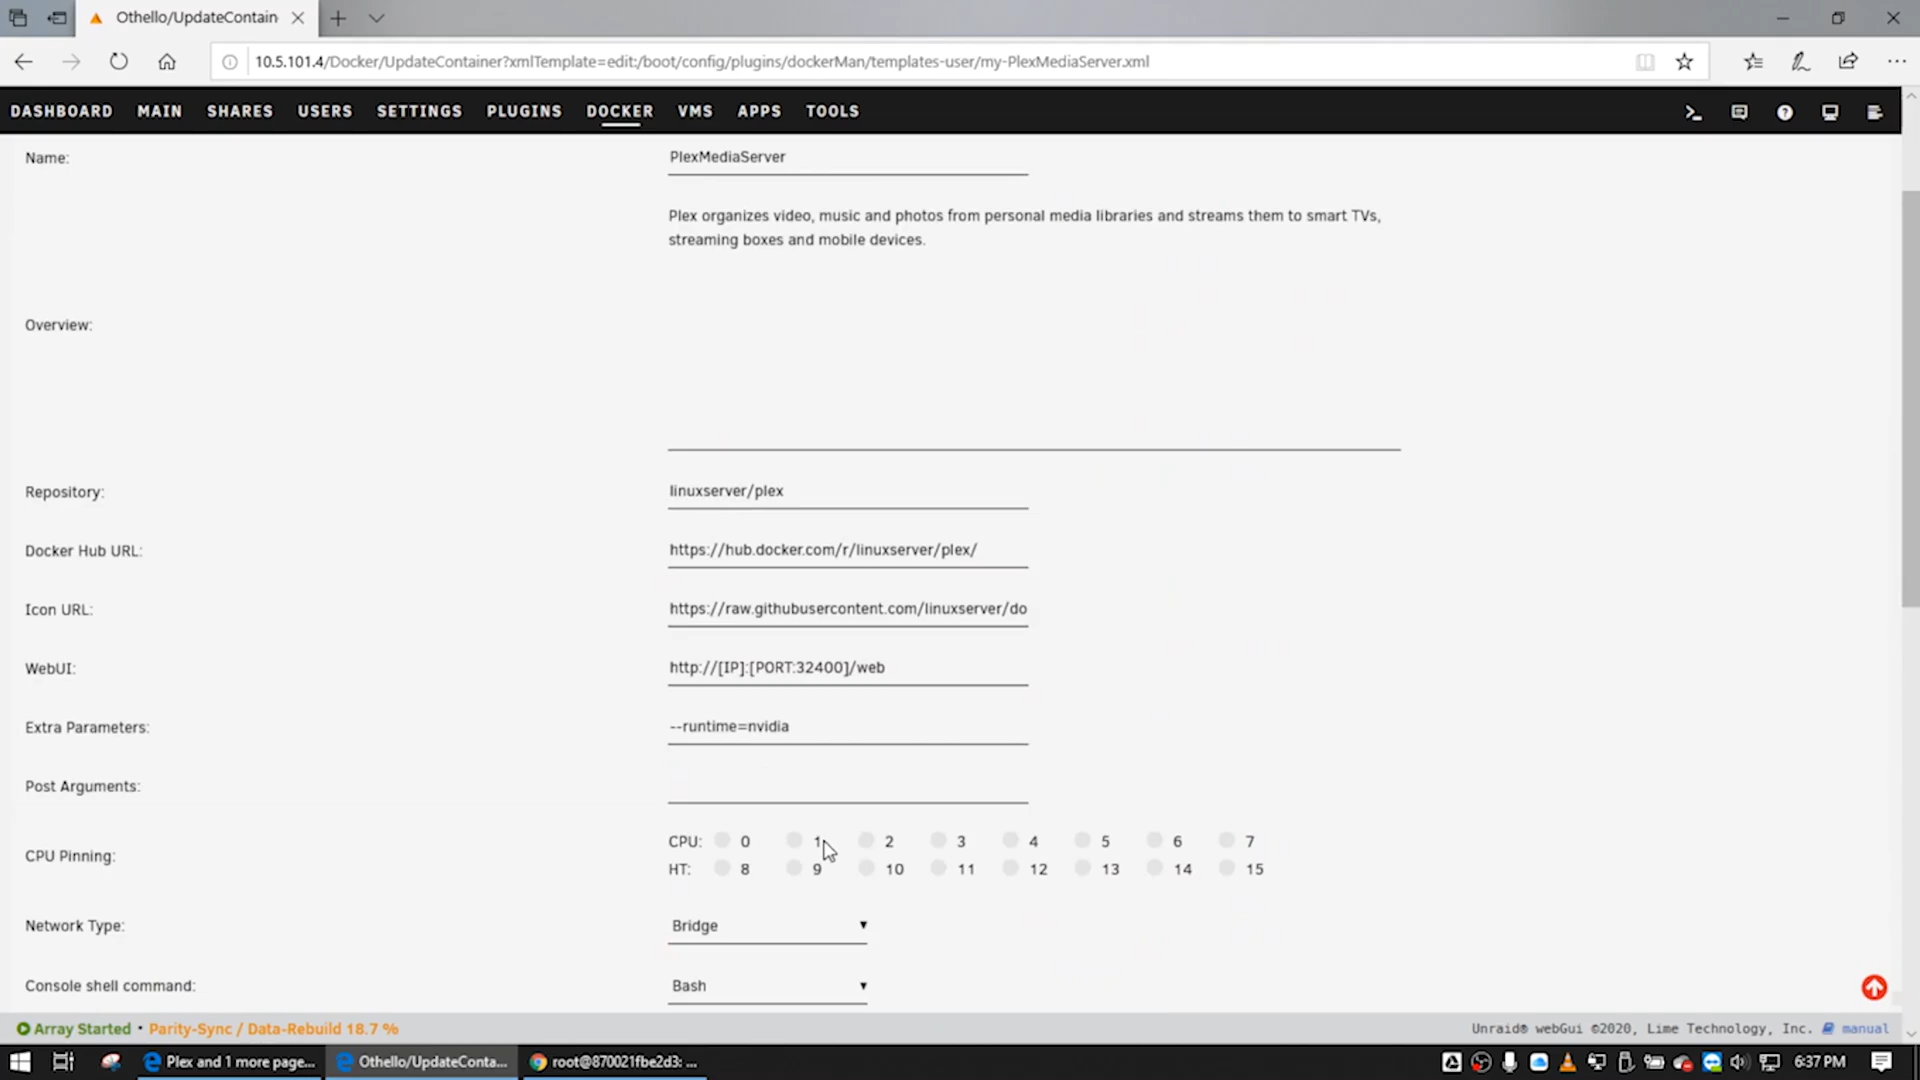 Othello/UpdateContain
10.5.101.4/Docker/UpdateContainer?xmlTemplate=edit:/boot/config/plugins/dockerMan/templates-user/my-PlexMediaServer.xml
DASHBOARD MAIN SHARES USERS SETTINGS PLUGINS DOCKER VMS APPS TOOLS
Name: PlexMediaServer
Plex organizes video, music and photos from personal media libraries and streams them to smart TVs,
streaming boxes and mobile devices.
Overview:
Repository: linuxserver/plex
Docker Hub URL: https://hub.docker.com/r/linuxserver/plex/
Icon URL: https://raw.githubusercontent.com/linuxserver/do
WebUI: http://[IP]:[PORT:32400]/web
Extra Parameters: --runtime=nvidia
Post Arguments:
CPU: 0 1 2 3 4 5 6 7
CPU Pinning:
HT: 8 9 10 11 12 13 14 15
Network Type: Bridge
Console shell command: Bash
Array Started • Parity-Sync / Data-Rebuild 18.7 %
Unraid® webGui ©2020, Lime Technology, Inc. manual
Plex and 1 more page... Othello/UpdateConta... root@870021fbe2d3: ... 6:37 PM